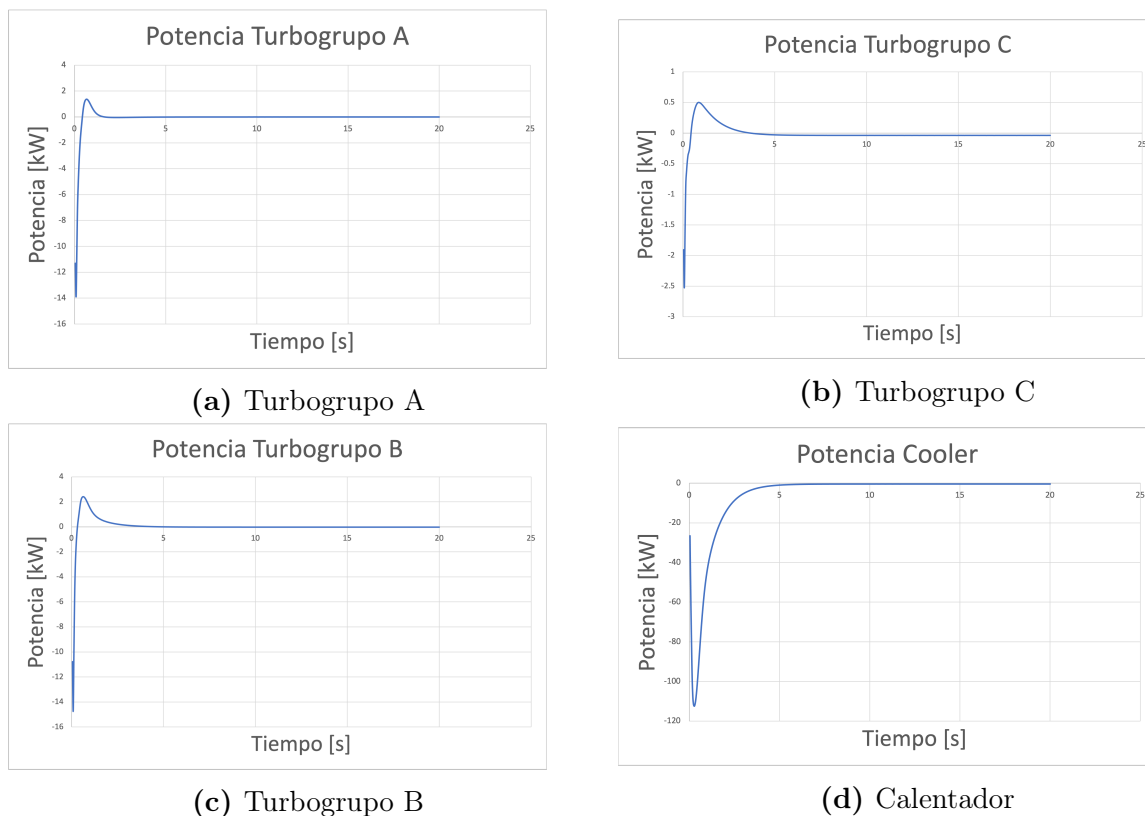 Potencia Turbogrupo A
4
2
0
-2
-4
-6
-8
-10
-12
-14
-16
0 5 10 15 20 25
Potencia [kW]
Tiempo [s]
(a) Turbogrupo A
Potencia Turbogrupo C
1
0.5
0
-0.5
-1
-1.5
-2
-2.5
-3
0 5 10 15 20 25
Potencia [kW]
Tiempo [s]
(b) Turbogrupo C
Potencia Turbogrupo B
4
2
0
-2
-4
-6
-8
-10
-12
-14
-16
0 5 10 15 20 25
Potencia [kW]
Tiempo [s]
(c) Turbogrupo B
Potencia Cooler
0
-20
-40
-60
-80
-100
-120
0 5 10 15 20 25
Potencia [kW]
Tiempo [s]
(d) Calentador